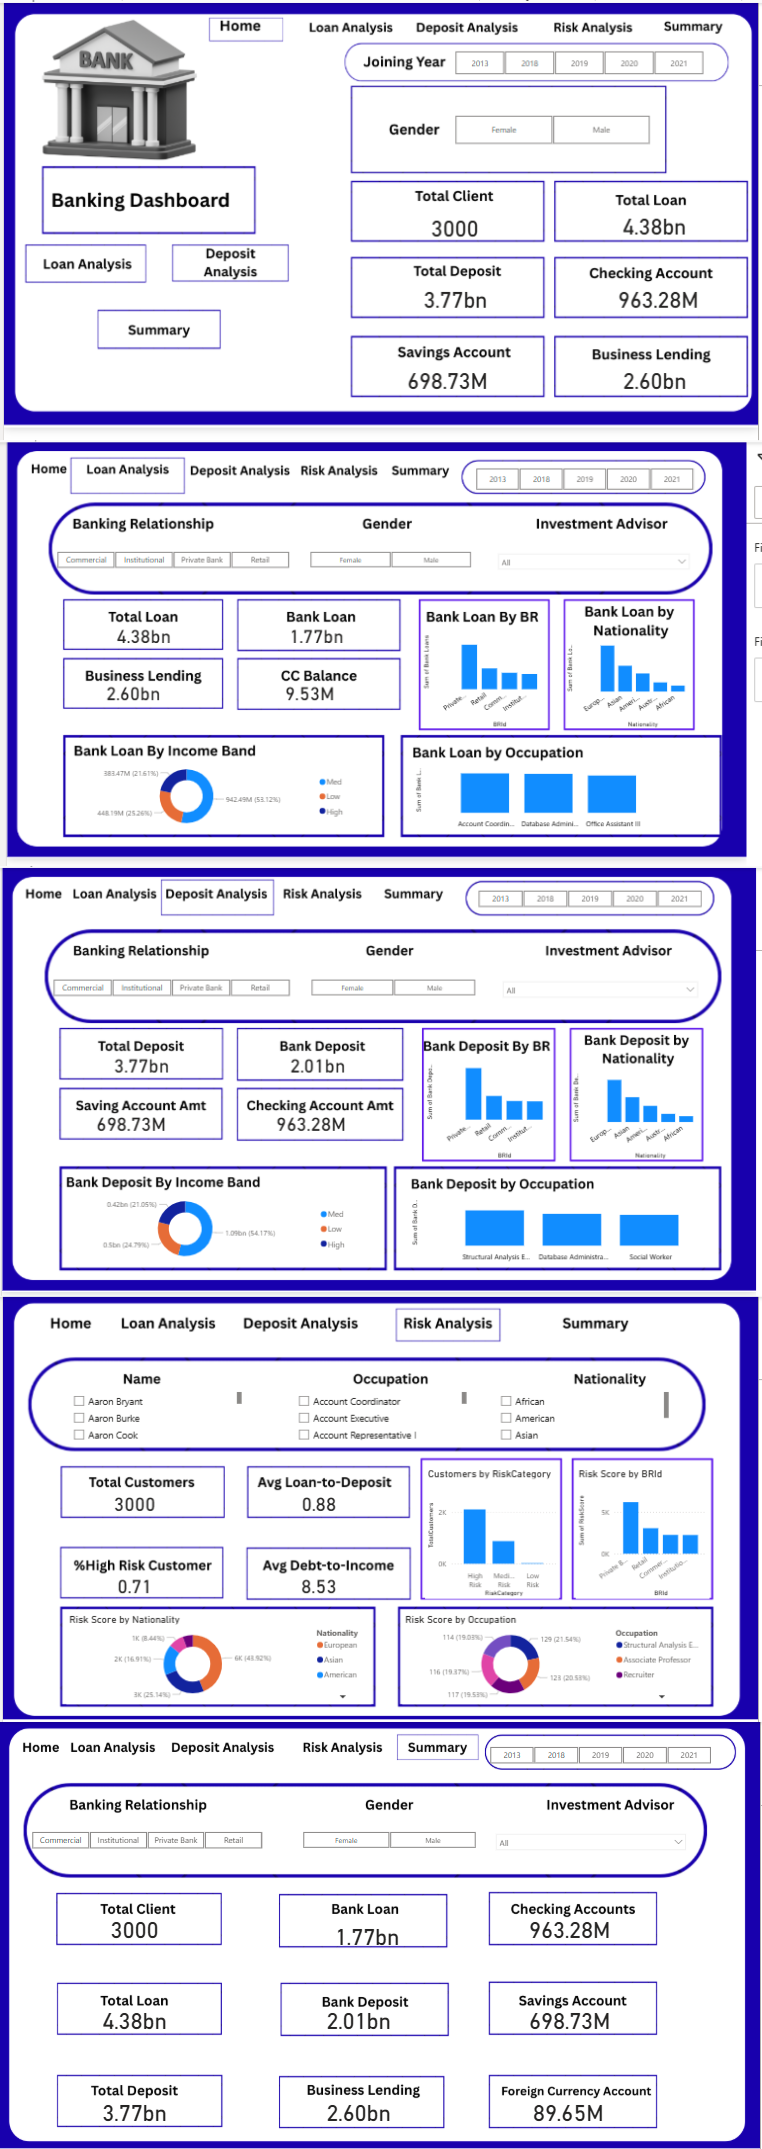 Home
Loan Analysis
Deposit Analysis
Risk Analysis
Summary
BANK
Joining Year
2013
2018
2019
2020
2021
Gender
Female
Male
Banking Dashboard
Loan Analysis
Deposit
Analysis
Summary
Total Client
3000
Total Loan
4.38bn
Total Deposit
3.77bn
Checking Account
963.28M
Savings Account
698.73M
Business Lending
2.60bn
Home
Loan Analysis
Deposit Analysis
Risk Analysis
Summary
2013
2018
2019
2020
2021
Banking Relationship
Commercial
Institutional
Private Bank
Retail
Gender
Female
Male
Investment Advisor
All
Fi
Fi
Total Loan
4.38bn
Bank Loan
1.77bn
Business Lending
2.60bn
CC Balance
9.53M
Bank Loan By BR
Sum of Bank Loans
Private...
Retail
Comm...
Institut...
BRId
Bank Loan by
Nationality
Sum of Bank Lo...
Europ...
Asian
Ameri...
Austr...
African
Nationality
Bank Loan By Income Band
383.47M (21.61%)
448.19M (25.26%)
942.49M (53.12%)
Med
Low
High
Bank Loan by Occupation
Sum of Bank L...
Account Coordin...
Database Admini...
Office Assistant III
Home
Loan Analysis
Deposit Analysis
Risk Analysis
Summary
2013
2018
2019
2020
2021
Banking Relationship
Commercial
Institutional
Private Bank
Retail
Gender
Female
Male
Investment Advisor
All
Total Deposit
3.77bn
Bank Deposit
2.01bn
Saving Account Amt
698.73M
Checking Account Amt
963.28M
Bank Deposit By BR
Sum of Bank Depo...
Private...
Retail
Comm...
Institut...
BRId
Bank Deposit by
Nationality
Sum of Bank De...
Europ...
Asian
Ameri...
Austr...
African
Nationality
Bank Deposit By Income Band
0.42bn (21.05%)
0.5bn (24.79%)
1.09bn (54.17%)
Med
Low
High
Bank Deposit by Occupation
Sum of Bank D...
Structural Analysis E...
Database Administra...
Social Worker
Home
Loan Analysis
Deposit Analysis
Risk Analysis
Summary
Name
Aaron Bryant
Aaron Burke
Aaron Cook
Occupation
Account Coordinator
Account Executive
Account Representative I
Nationality
African
American
Asian
Total Customers
3000
Avg Loan-to-Deposit
0.88
%High Risk Customer
0.71
Avg Debt-to-Income
8.53
Customers by RiskCategory
TotalCustomers
2K
0K
High
Risk
Medi...
Risk
Low
Risk
RiskCategory
Risk Score by BRId
Sum of RiskScore
5K
0K
Private B...
Retail
Commer...
Institutio...
BRId
Risk Score by Nationality
1K (8.44%)
2K (16.91%)
3K (25.14%)
6K (43.92%)
Nationality
European
Asian
American
Risk Score by Occupation
114 (19.03%)
116 (19.37%)
117 (19.53%)
129 (21.54%)
123 (20.53%)
Occupation
Structural Analysis E...
Associate Professor
Recruiter
Home
Loan Analysis
Deposit Analysis
Risk Analysis
Summary
2013
2018
2019
2020
2021
Banking Relationship
Commercial
Institutional
Private Bank
Retail
Gender
Female
Male
Investment Advisor
All
Total Client
3000
Bank Loan
1.77bn
Checking Accounts
963.28M
Total Loan
4.38bn
Bank Deposit
2.01bn
Savings Account
698.73M
Total Deposit
3.77bn
Business Lending
2.60bn
Foreign Currency Account
89.65M